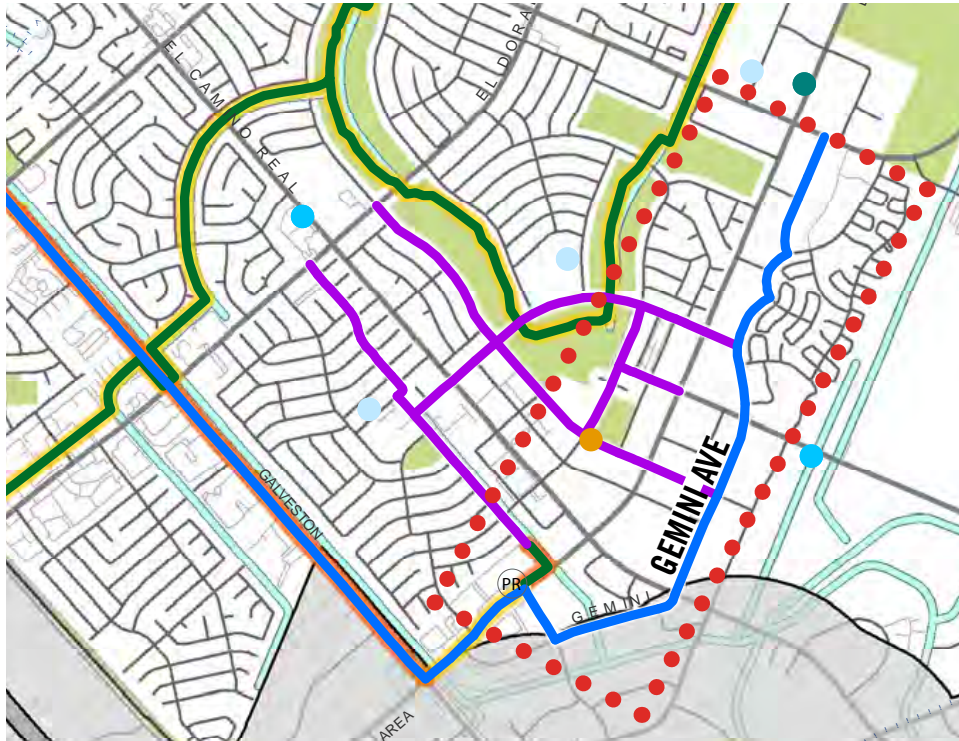 EL CAMINO REAL
EL DORA
GALVESTON
GEMINI AVE
PR
GEMINI
AREA